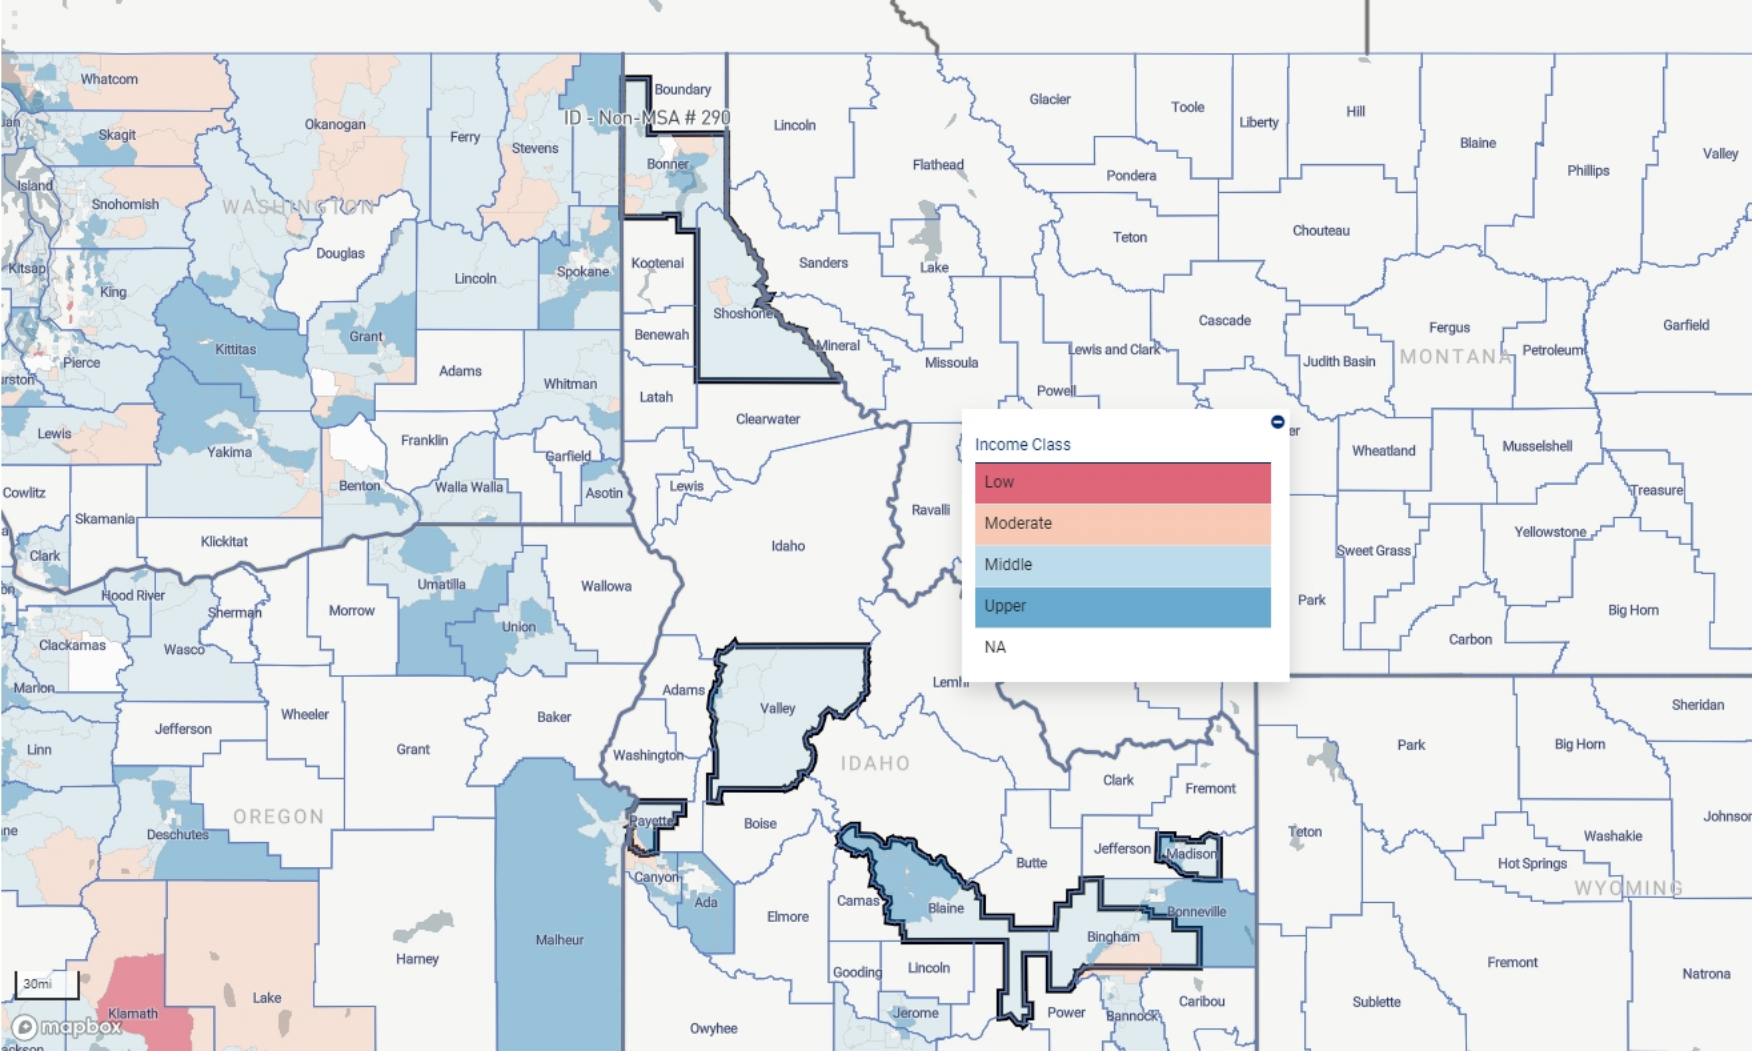 Whatcom
Boundary
ID - Non-MSA # 290
Okanogan
Ferry
Stevens
Skagit
Lincoln
Glacier
Toole
Liberty
Hill
Blaine
Phillips
Valley
Bonner
Flathead
Pondera
Island
Snohomish
WASHINGTON
Douglas
Teton
Chouteau
Kitsap
King
Lincoln
Spokane
Kootenai
Sanders
Lake
Shoshone
Cascade
Fergus
Garfield
Grant
Kittitas
Benewah
Mineral
Lewis and Clark
MONTANA
Petroleum
Judith Basin
Pierce
urston
Adams
Whitman
Missoula
Powell
Latah
Clearwater
Lewis
Yakima
Franklin
Garfield
er
Wheatland
Musselshell
Income Class
Low
Moderate
Middle
Upper
NA
Cowlitz
Benton
Walla Walla
Asotin
Lewis
Treasure
Skamania
Ravalli
Klickitat
Idaho
Yellowstone
Sweet Grass
Clark
Hood River
Umatilla
Wallowa
Park
Big Horn
Sherman
Morrow
Union
Carbon
Clackamas
Wasco
Marion
Adams
Valley
Lemhi
Sheridan
Jefferson
Wheeler
Baker
Park
Big Horn
Linn
Grant
Washington
IDAHO
Clark
Fremont
OREGON
Deschutes
Payette
Boise
Teton
Washakie
Johnson
Butte
Jefferson
Madison
Hot Springs
WYOMING
Canyon
Ada
Camas
Blaine
Elmore
Bonneville
Malheur
Bingham
Harney
Gooding
Lincoln
Fremont
Natrona
30mi
Klamath
Lake
Jerome
Power
Bannock
Caribou
Sublette
mapbox
Owyhee
ackson